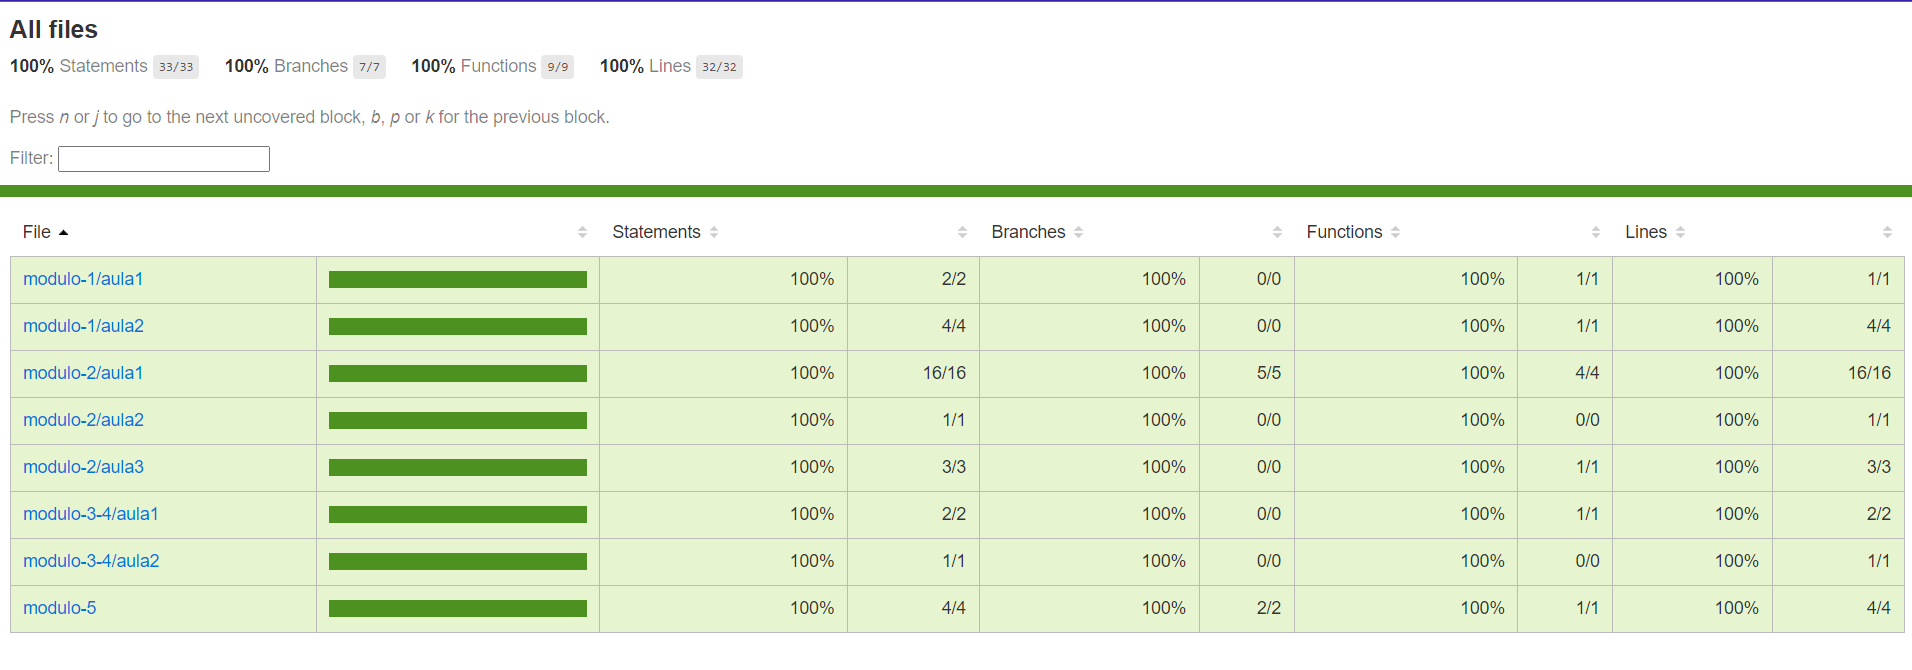 All files
100% Statements 33/33 100% Branches 7/7 100% Functions 9/9 100% Lines 32/32
Press n or j to go to the next uncovered block, b, p or k for the previous block.
Filter:
File Statements Branches Functions Lines
modulo-1/aula1 100% 2/2 100% 0/0 100% 1/1 100% 1/1
modulo-1/aula2 100% 4/4 100% 0/0 100% 1/1 100% 4/4
modulo-2/aula1 100% 16/16 100% 5/5 100% 4/4 100% 16/16
modulo-2/aula2 100% 1/1 100% 0/0 100% 0/0 100% 1/1
modulo-2/aula3 100% 3/3 100% 0/0 100% 1/1 100% 3/3
modulo-3-4/aula1 100% 2/2 100% 0/0 100% 1/1 100% 2/2
modulo-3-4/aula2 100% 1/1 100% 0/0 100% 0/0 100% 1/1
modulo-5 100% 4/4 100% 2/2 100% 1/1 100% 4/4